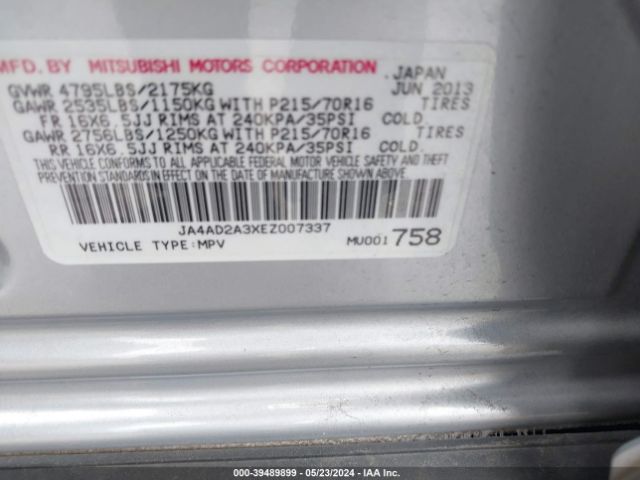 MFD. BY MITSUBISHI MOTORS CORPORATION JAPAN
GVWR 4795LBS/2175KG JUN 2013
GAWR 2535LBS/1150KG WITH P215/70R16 TIRES
FR 16X6.5JJ RIMS AT 240KPA/35PSI COLD.
GAWR 2756LBS/1250KG WITH P215/70R16 TIRES
RR 16X6.5JJ RIMS AT 240KPA/35PSI COLD.
THIS VEHICLE CONFORMS TO ALL APPLICABLE FEDERAL MOTOR VEHICLE SAFETY AND THEFT
PREVENTION STANDARDS IN EFFECT ON THE DATE OF MANUFACTURE SHOWN ABOVE.
JA4AD2A3XEZ007337
VEHICLE TYPE:MPV MU001758
000-39489899 - 05/23/2024 - IAA Inc.